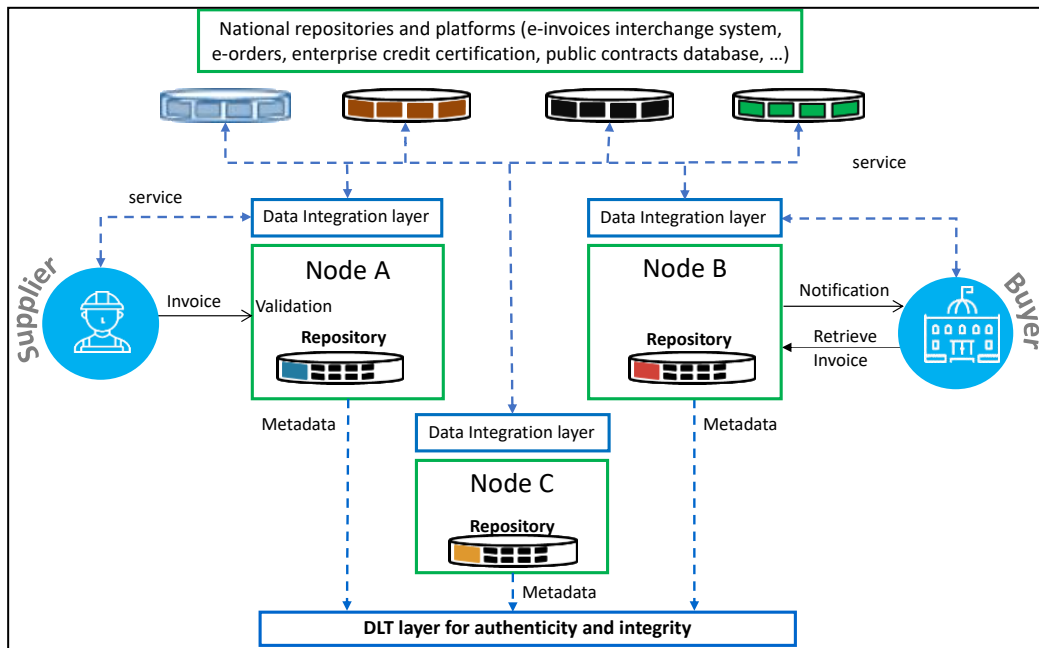 National repositories and platforms (e-invoices interchange system,
e-orders, enterprise credit certification, public contracts database, ...)
service
service
Data Integration layer
Data Integration layer
Supplier
Invoice
Node A
Validation
Repository
Node B
Repository
Notification
Retrieve
Invoice
Buyer
Metadata
Metadata
Data Integration layer
Node C
Repository
Metadata
DLT layer for authenticity and integrity